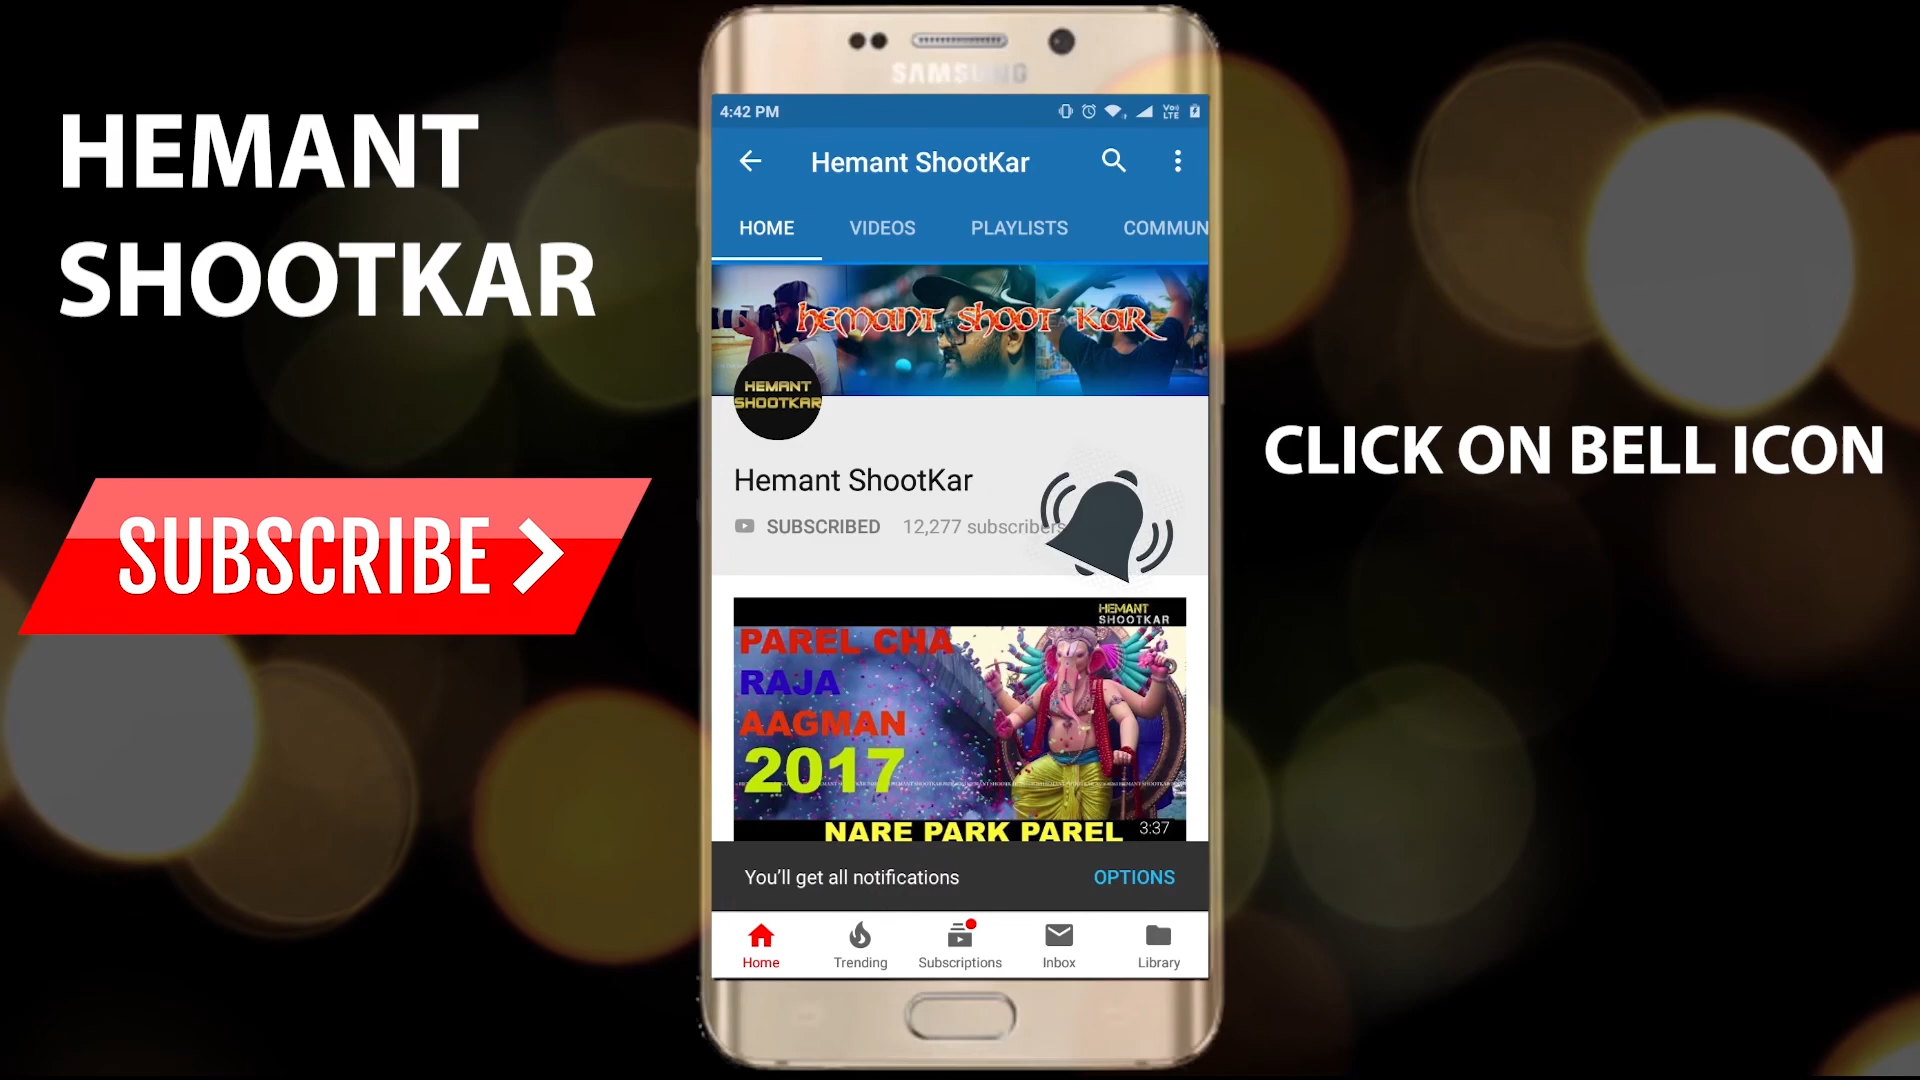 HEMANT
SHOOTKAR
SUBSCRIBE
SAMSUNG
4:42 PM
Hemant ShootKar
HOME VIDEOS PLAYLISTS COMMUN
HEMANT SHOOT KAR
HEMANT
SHOOTKAR
Hemant ShootKar
SUBSCRIBED 12,277 subscribers
HEMANT
SHOOTKAR
PAREL CHA
RAJA
AAGMAN
2017
NARE PARK PAREL
3:37
You'll get all notifications OPTIONS
Home Trending Subscriptions Inbox Library
CLICK ON BELL ICON